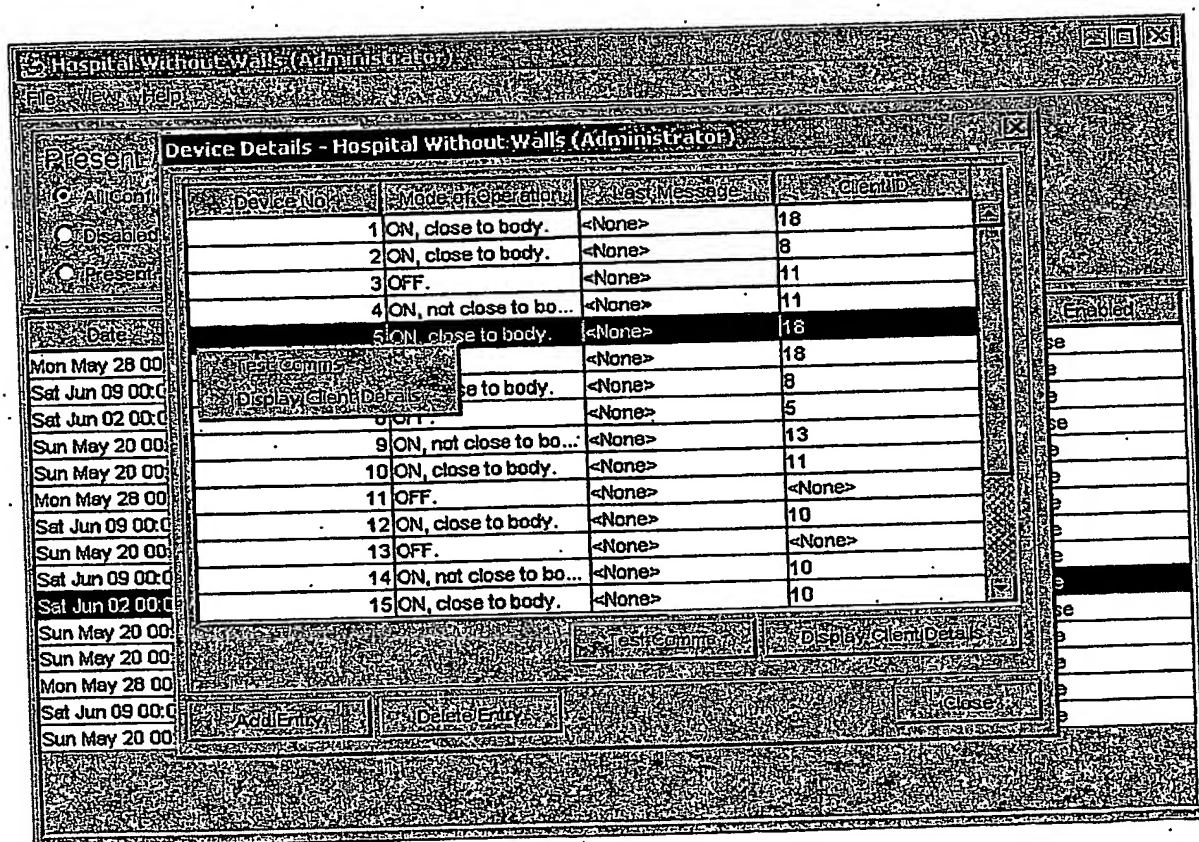 Hospital Without Walls (Administrator)
File View Help
Present
Device Details - Hospital Without Walls (Administrator)
Disabled
Present
Device No. Mode of Operation Last Message Client ID
1 ON, close to body. <None> 18
2 ON, close to body. <None> 8
3 OFF. <None> 11
4 ON, not close to bo... <None> 11
5 ON, close to body. <None> 18
<None> 18
se to body. <None> 8
8 OFF. <None> 5
9 ON, not close to bo... <None> 13
10 ON, close to body. <None> 11
11 OFF. <None> <None>
12 ON, close to body. <None> 10
13 OFF. <None> <None>
14 ON, not close to bo... <None> 10
15 ON, close to body. <None> 10
Test Comms
Display Client Details
Test Comms Display Client Details
Add Entry Delete Entry Close
Date Enabled
Mon May 28 00
Sat Jun 09 00:0
Sat Jun 02 00:0
Sun May 20 00:
Sun May 20 00:
Mon May 28 00
Sat Jun 09 00:0
Sun May 20 00:
Sat Jun 09 00:0
Sat Jun 02 00:0
Sun May 20 00:
Sun May 20 00:
Mon May 28 00
Sat Jun 09 00:0
Sun May 20 00: